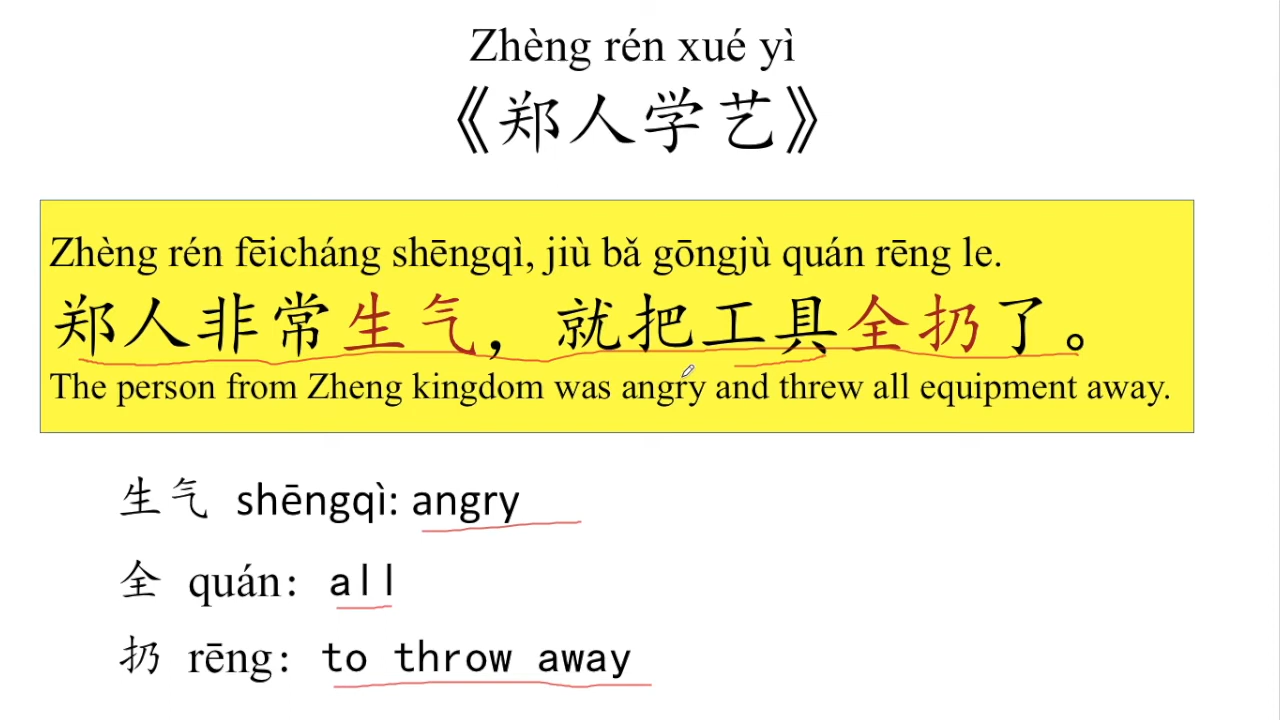 Zhèng rén xué yì
《郑人学艺》
Zhèng rén fēicháng shēngqì, jiù bǎ gōngjù quán rēng le.
郑人非常生气，就把工具全扔了。
The person from Zheng kingdom was angry and threw all equipment away.
生气 shēngqì: angry
全 quán: all
扔 rēng: to throw away